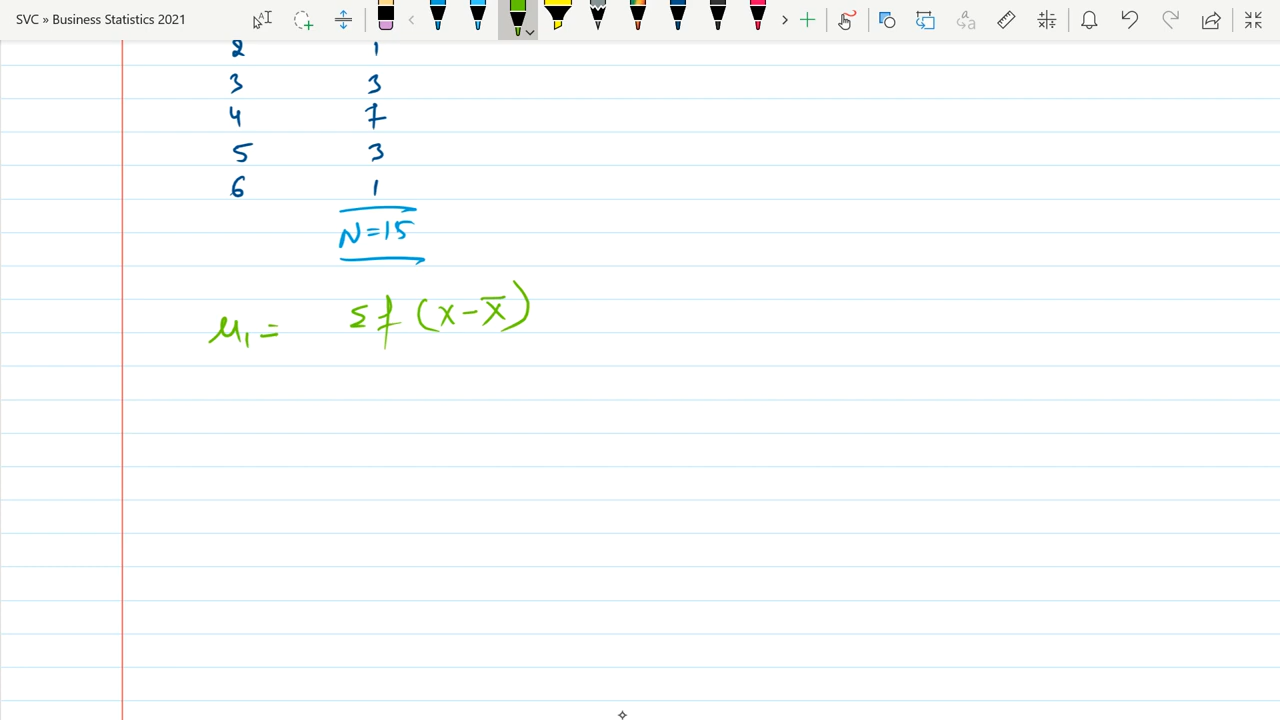 SVC » Business Statistics 2021
2 1
3 3
4 7
5 3
6 1
N=15
μ₁ = Σf (x-x̄)